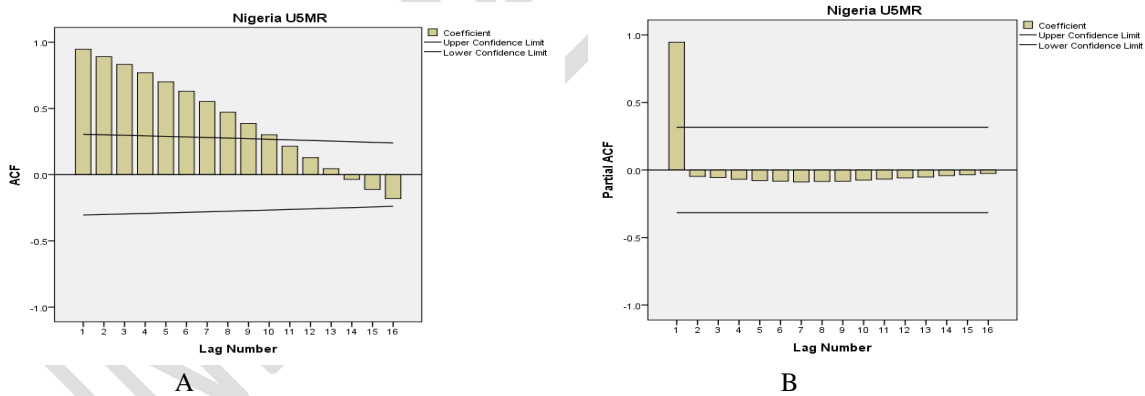 Nigeria U5MR
Coefficient
Upper Confidence Limit
Lower Confidence Limit
1.0
0.5
0.0
-0.5
-1.0
ACF
1 2 3 4 5 6 7 8 9 10 11 12 13 14 15 16
Lag Number
A
Nigeria U5MR
Coefficient
Upper Confidence Limit
Lower Confidence Limit
1.0
0.5
0.0
-0.5
-1.0
Partial ACF
1 2 3 4 5 6 7 8 9 10 11 12 13 14 15 16
Lag Number
B